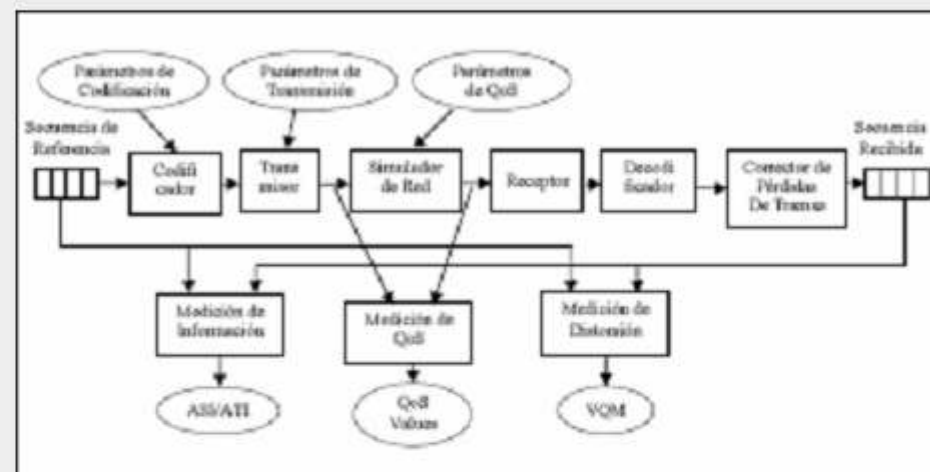 Parámetros de
Codificación
Parámetros de
Transmisión
Parámetros
de QoS
Secuencia de
Referencia
Codifi
cador
Trans
misor
Simulador
de Red
Receptor
Decodi
ficador
Corrector de
Pérdidas
De Tramas
Secuencia
Recibida
Medición de
Información
Medición de
QoS
Medición de
Distorsión
ASI/ATI
QoS
Values
VQM